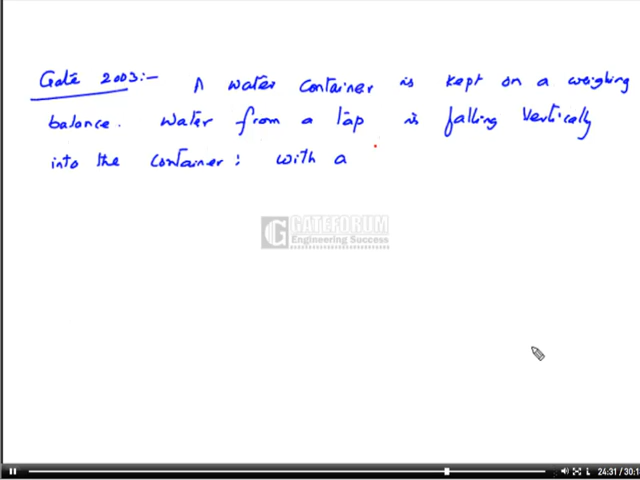 Gate 2003:- A water container is kept on a weighing
balance. Water from a tap is falling vertically
into the container: with a
GATEFORUM
Engineering Success
24:31 / 30:1